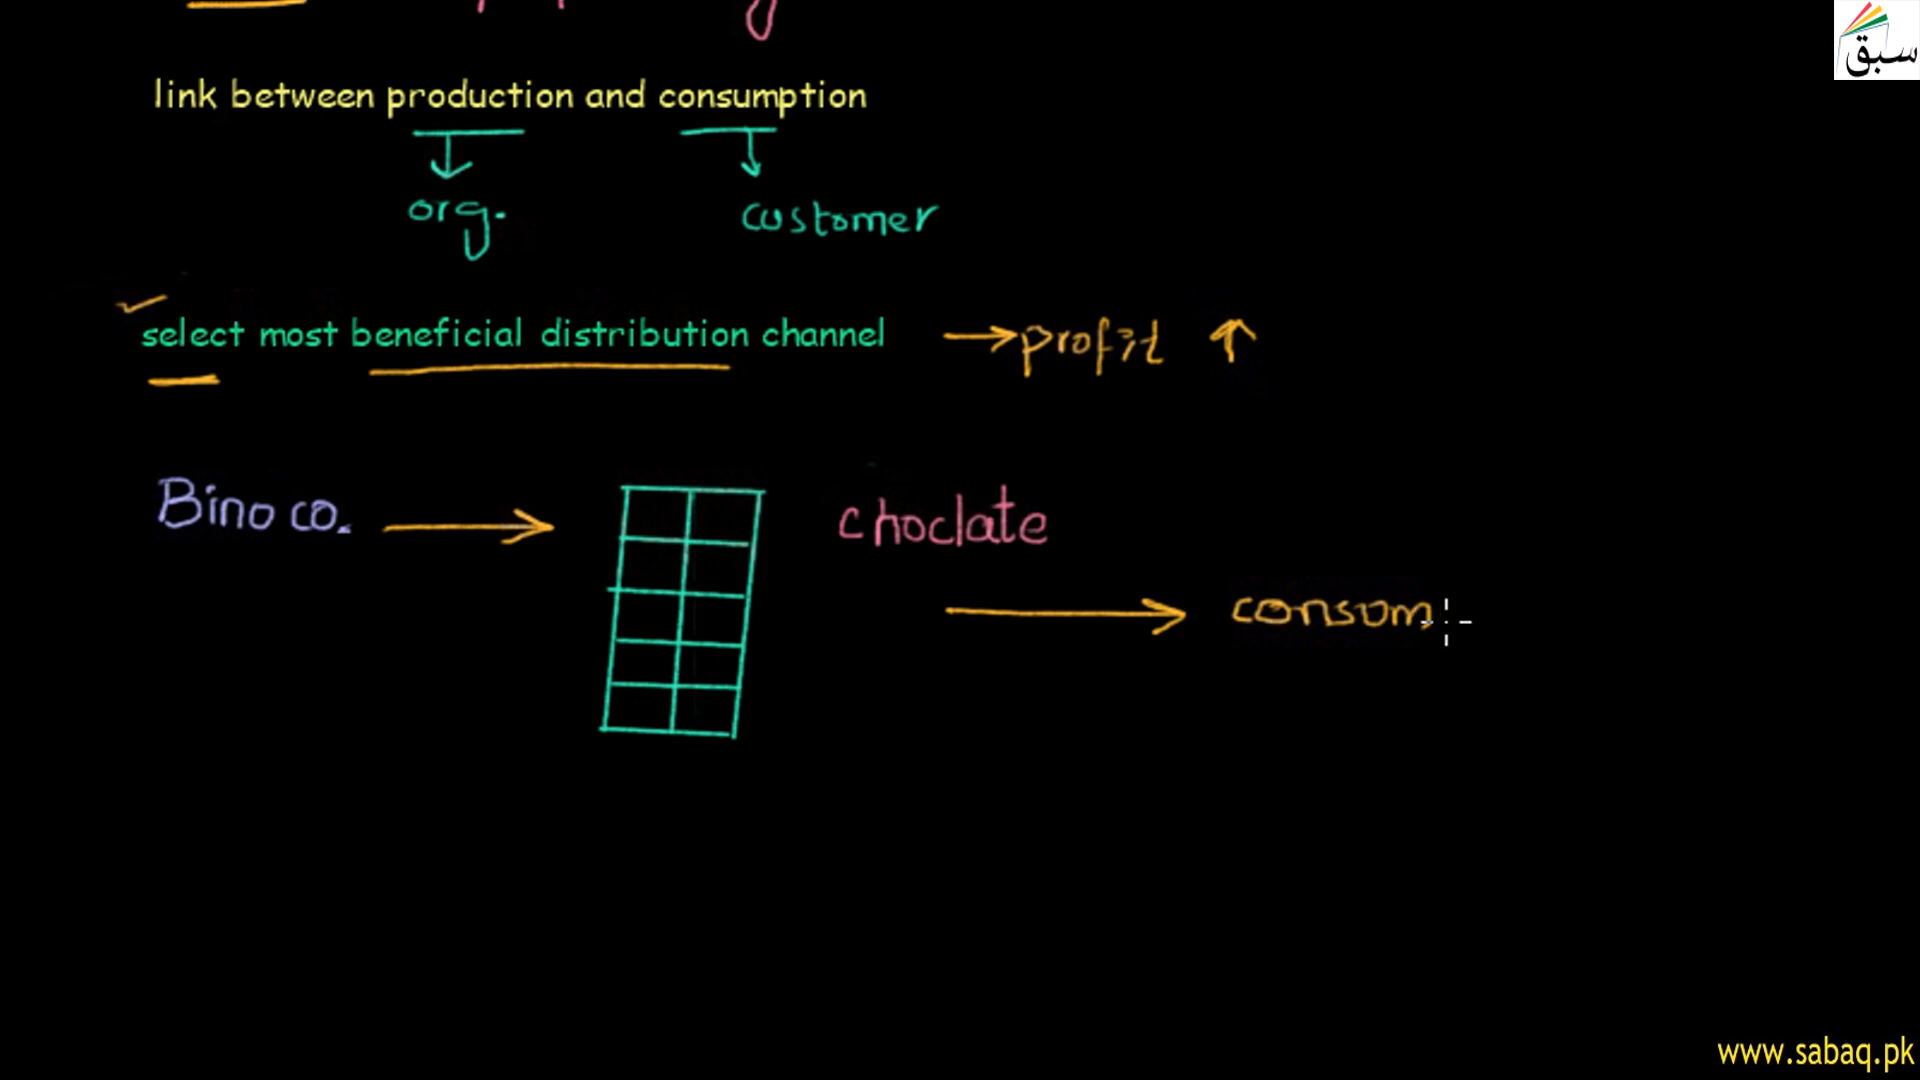 سبق
link between production and consumption
org. customer
select most beneficial distribution channel → profit ↑
Bino co. → choclate
→ consum
www.sabaq.pk